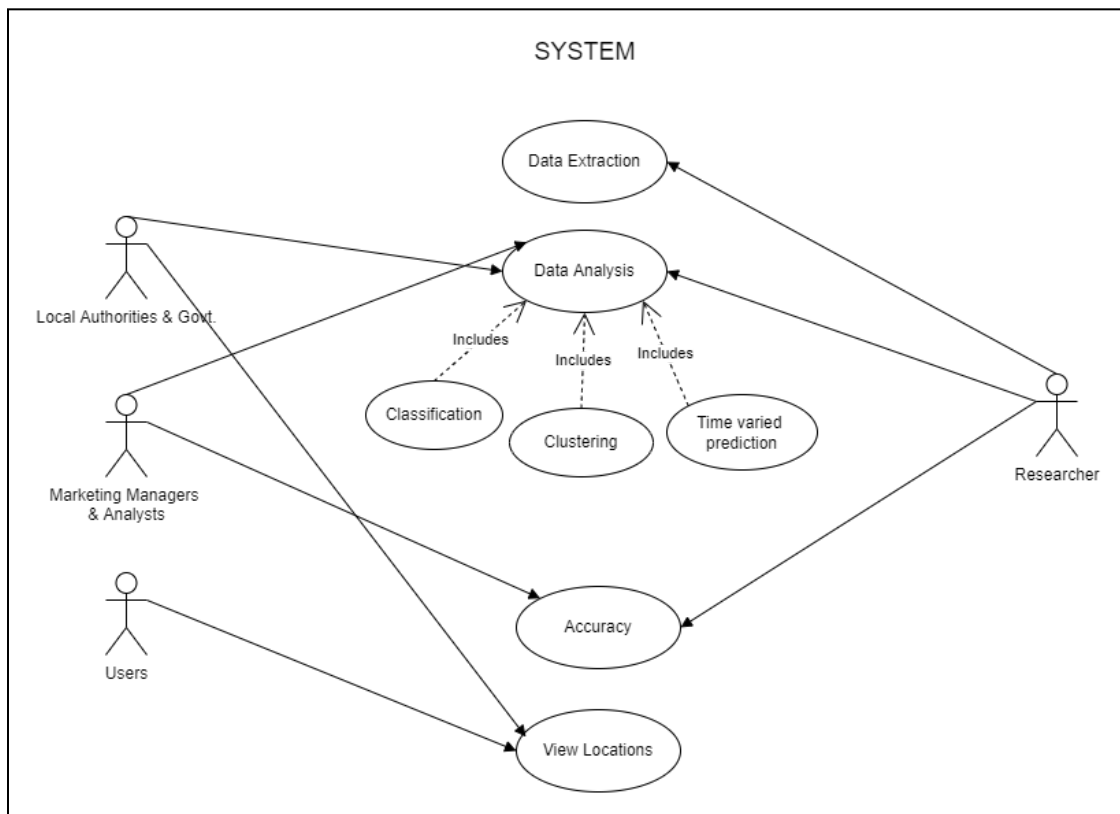 SYSTEM
Data Extraction
Data Analysis
Local Authorities & Govt.
Includes
Includes
Includes
Classification
Clustering
Time varied
prediction
Marketing Managers
& Analysts
Researcher
Accuracy
Users
View Locations